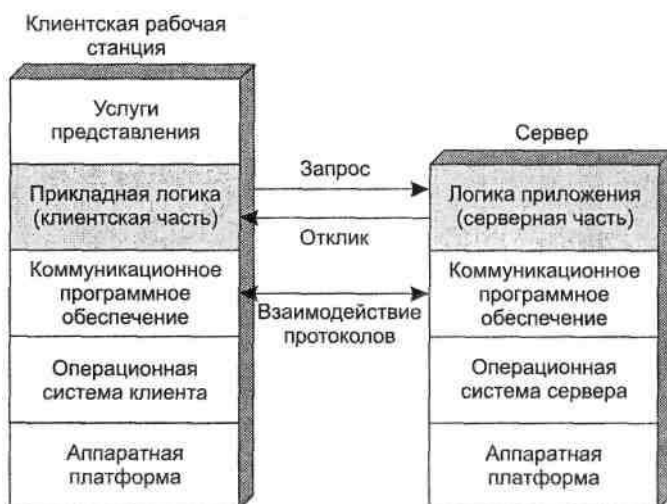 Клиентская рабочая
станция
Услуги
представления
Прикладная логика
(клиентская часть)
Коммуникационное
программное
обеспечение
Операционная
система клиента
Аппаратная
платформа
Запрос
Отклик
Взаимодействие
протоколов
Сервер
Логика приложения
(серверная часть)
Коммуникационное
программное
обеспечение
Операционная
система сервера
Аппаратная
платформа